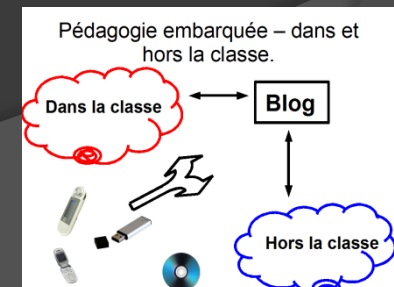 Pédagogie embarquée – dans et
hors la classe.
Dans la classe
Blog
Hors la classe